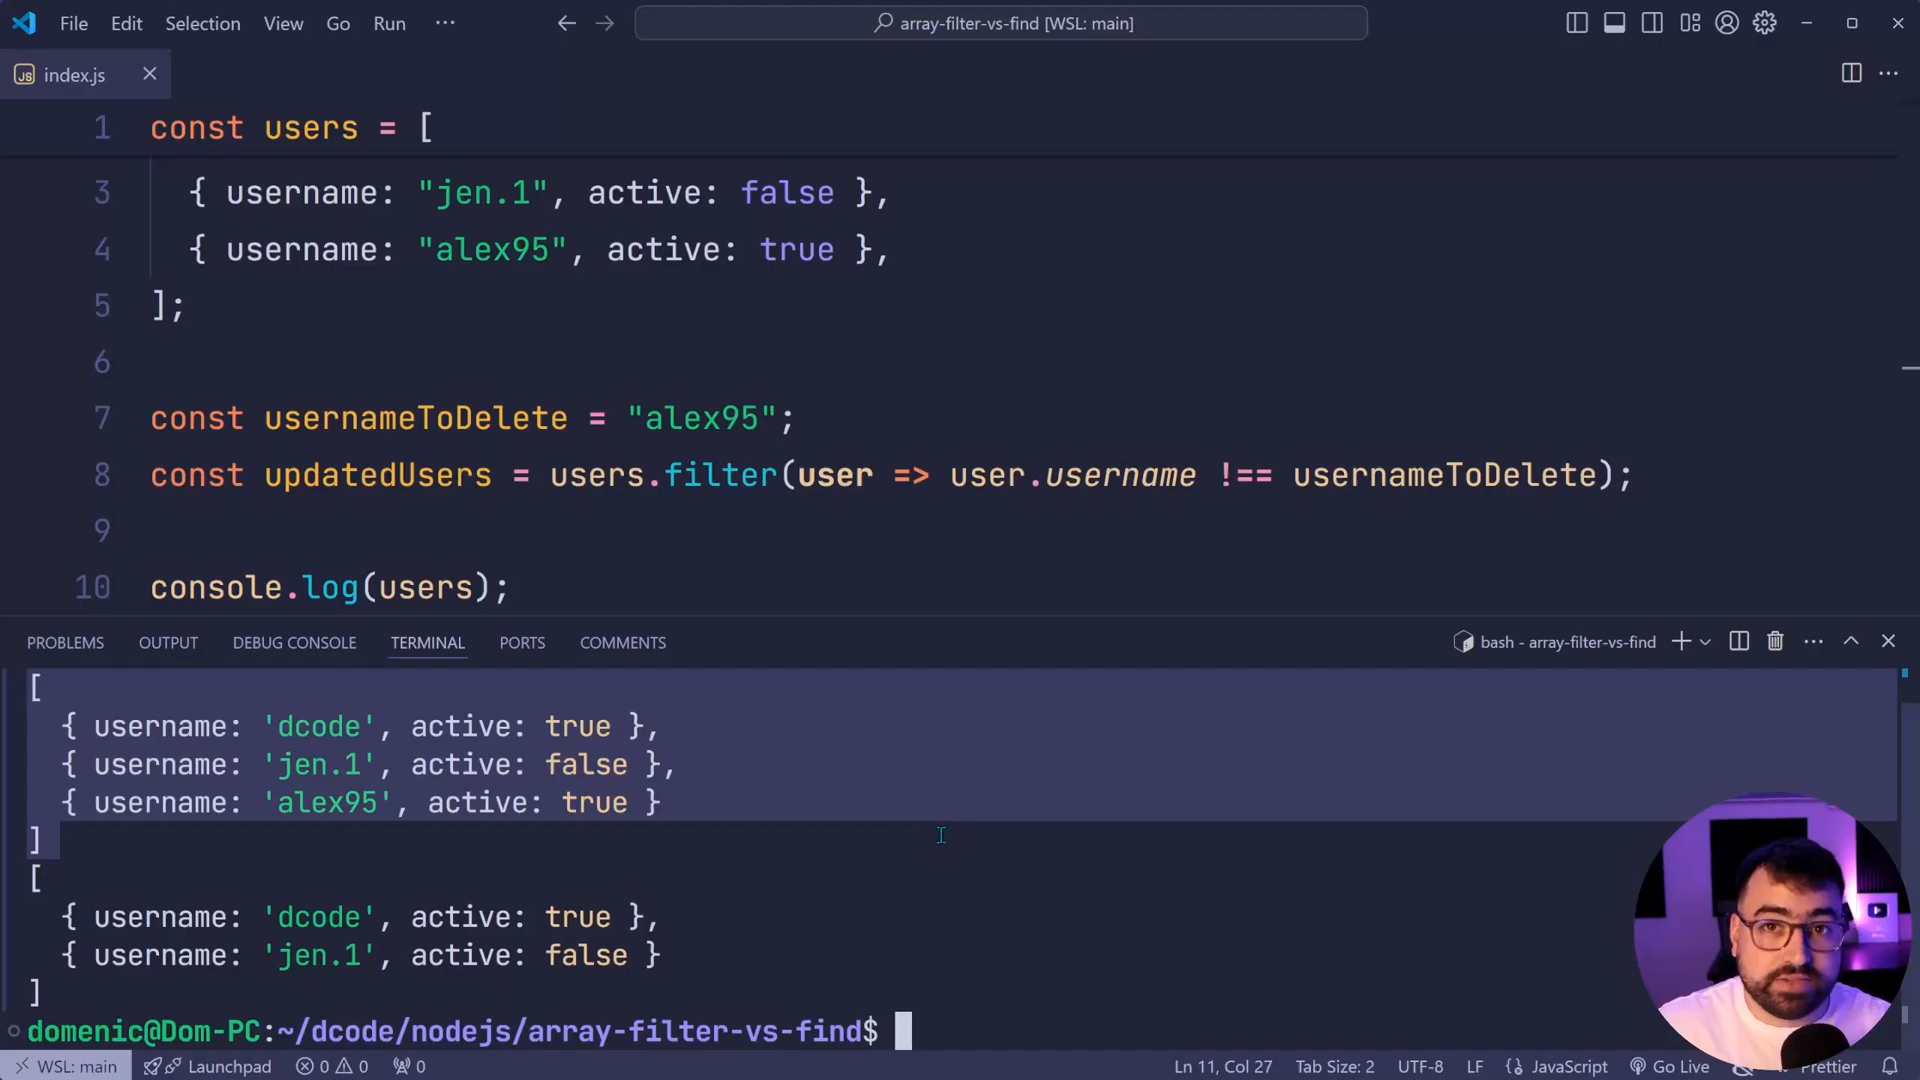 File Edit Selection View Go Run ···
array-filter-vs-find [WSL: main]
JS index.js
1 const users = [
3 { username: "jen.1", active: false },
4 { username: "alex95", active: true },
5 ];
6
7 const usernameToDelete = "alex95";
8 const updatedUsers = users.filter(user => user.username !== usernameToDelete);
9
10 console.log(users);
PROBLEMS OUTPUT DEBUG CONSOLE TERMINAL PORTS COMMENTS bash - array-filter-vs-find
[
{ username: 'dcode', active: true },
{ username: 'jen.1', active: false },
{ username: 'alex95', active: true }
]
[
{ username: 'dcode', active: true },
{ username: 'jen.1', active: false }
]
domenic@Dom-PC:~/dcode/nodejs/array-filter-vs-find$
WSL: main Launchpad 0 0 0 Ln 11, Col 27 Tab Size: 2 UTF-8 LF {} JavaScript Go Live Prettier